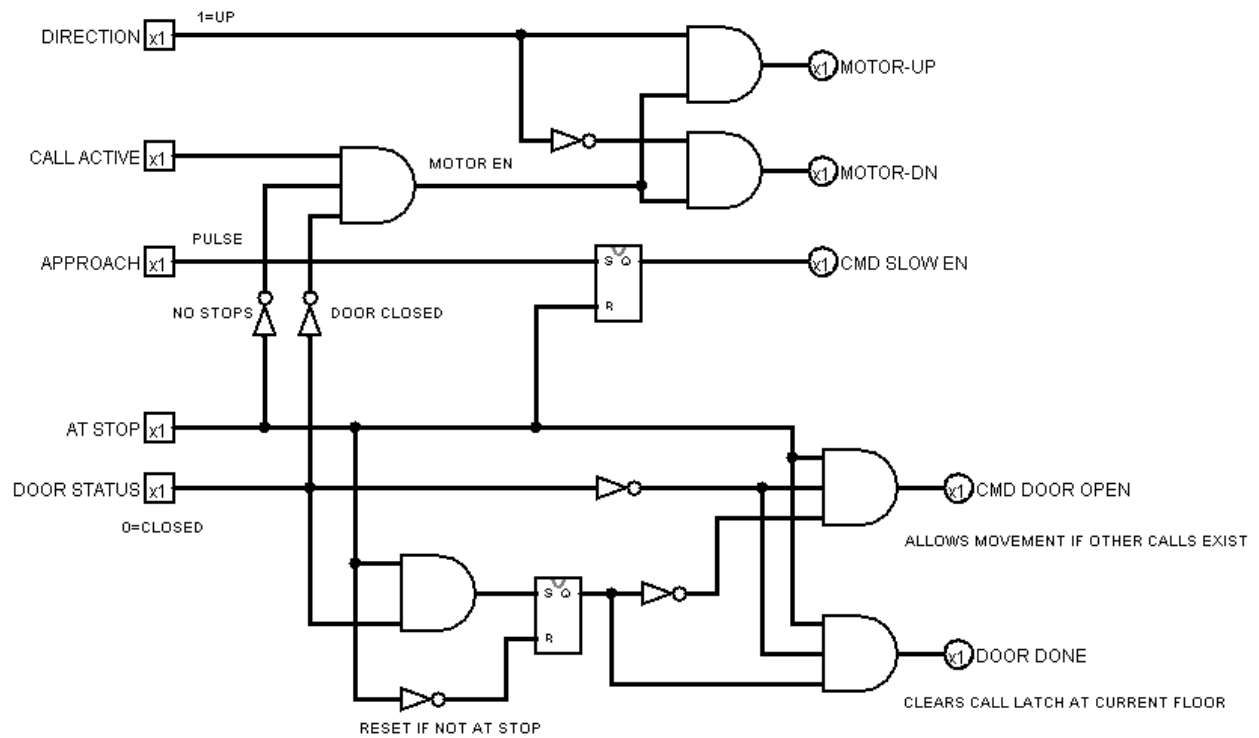 1=UP
DIRECTION x1
x1 MOTOR-UP
CALL ACTIVE x1
MOTOR EN
x1 MOTOR-DN
PULSE
APPROACH x1
S Q
R
x1 CMD SLOW EN
NO STOPS
DOOR CLOSED
AT STOP x1
DOOR STATUS x1
0=CLOSED
x1 CMD DOOR OPEN
ALLOWS MOVEMENT IF OTHER CALLS EXIST
S Q
R
x1 DOOR DONE
CLEARS CALL LATCH AT CURRENT FLOOR
RESET IF NOT AT STOP